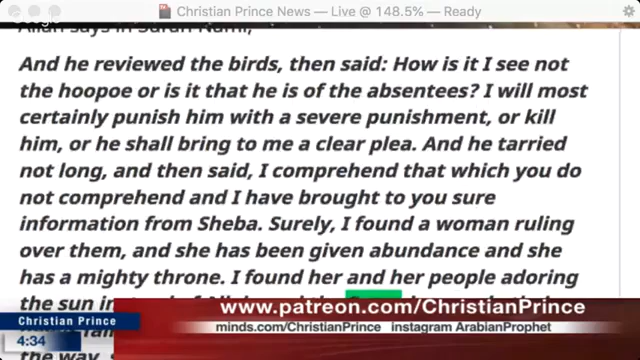 Christian Prince News — Live @ 148.5% — Ready
Allah says in Surah Naml,
And he reviewed the birds, then said: How is it I see not
the hoopoe or is it that he is of the absentees? I will most
certainly punish him with a severe punishment, or kill
him, or he shall bring to me a clear plea. And he tarried
not long, and then said, I comprehend that which you do
not comprehend and I have brought to you sure
information from Sheba. Surely, I found a woman ruling
over them, and she has been given abundance and she
has a mighty throne. I found her and her people adoring
the sun
www.patreon.com/ChristianPrince
Christian Prince
minds.com/ChristianPrince instagram ArabianProphet
4:34
the way,